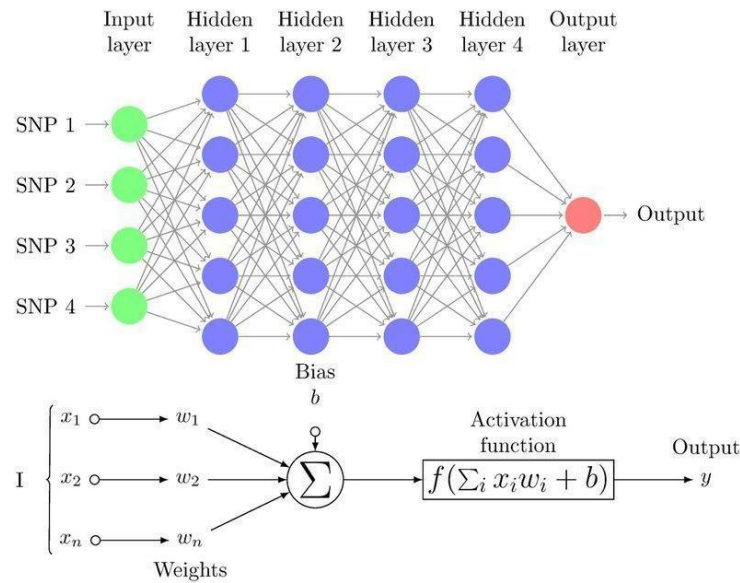 Input layer
Hidden layer 1
Hidden layer 2
Hidden layer 3
Hidden layer 4
Output layer
SNP 1
SNP 2
SNP 3
SNP 4
Output
Bias
b
I
x₁
w₁
x₂
w₂
xₙ
wₙ
Weights
∑
Activation function
f(∑ᵢ xᵢwᵢ + b)
Output
y